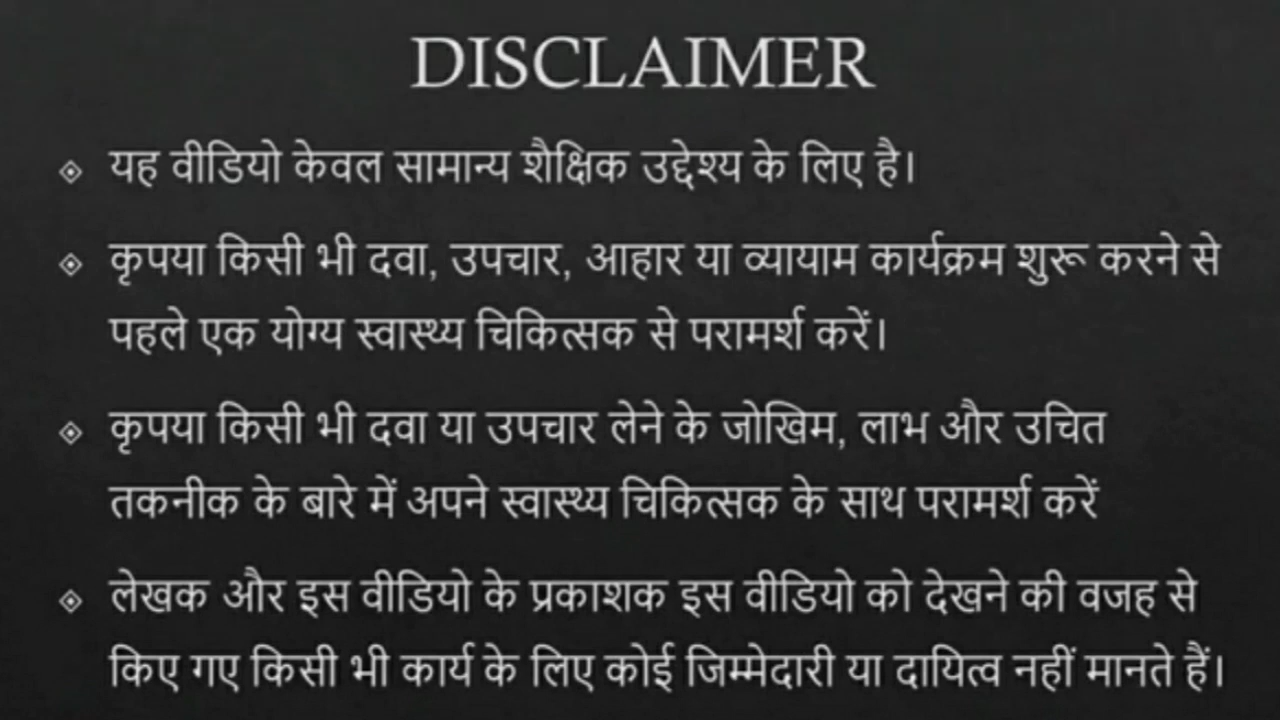 DISCLAIMER
यह वीडियो केवल सामान्य शैक्षिक उद्देश्य के लिए है।
कृपया किसी भी दवा, उपचार, आहार या व्यायाम कार्यक्रम शुरू करने से
पहले एक योग्य स्वास्थ्य चिकित्सक से परामर्श करें।
कृपया किसी भी दवा या उपचार लेने के जोखिम, लाभ और उचित
तकनीक के बारे में अपने स्वास्थ्य चिकित्सक के साथ परामर्श करें
लेखक और इस वीडियो के प्रकाशक इस वीडियो को देखने की वजह से
किए गए किसी भी कार्य के लिए कोई जिम्मेदारी या दायित्व नहीं मानते हैं।